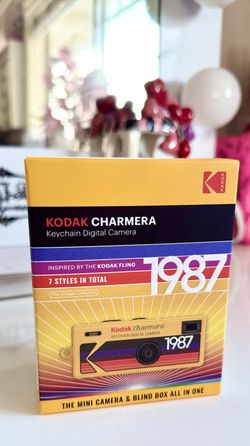 KODAK
KODAK CHARMERA
Keychain Digital Camera
INSPIRED BY THE KODAK FLING
7 STYLES IN TOTAL
1987
Kodak Charmera
KEYCHAIN DIGITAL CAMERA
1987
THE MINI CAMERA & BLIND BOX ALL IN ONE